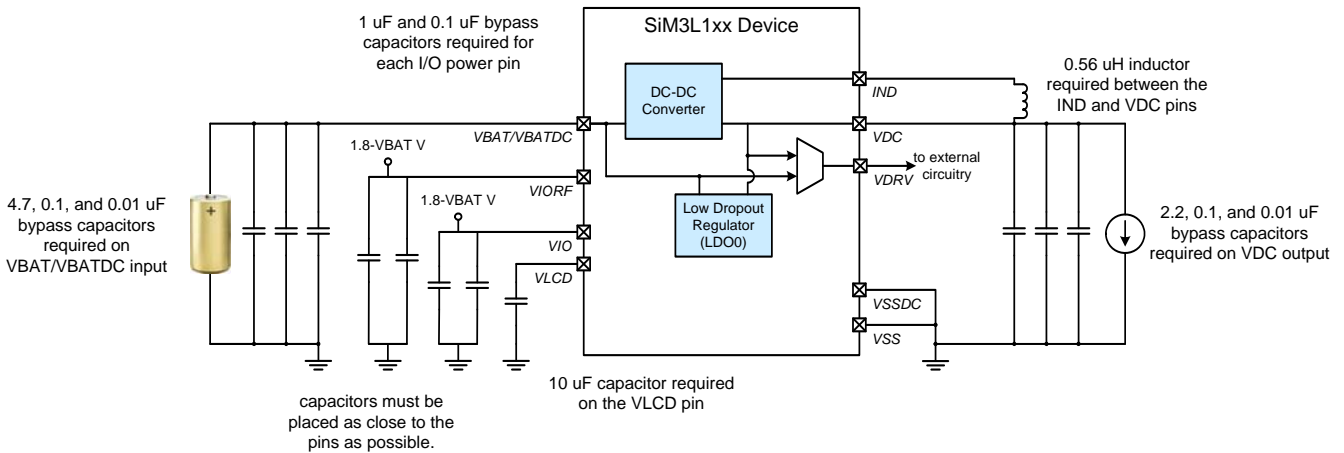 1 uF and 0.1 uF bypass
capacitors required for
each I/O power pin
SiM3L1xx Device
DC-DC
Converter
IND
0.56 uH inductor
required between the
IND and VDC pins
VBAT/VBATDC
VDC
1.8-VBAT V
VDRV
to external
circuitry
VIORF
4.7, 0.1, and 0.01 uF
bypass capacitors
required on
VBAT/VBATDC input
+
1.8-VBAT V
Low Dropout
Regulator
(LDO0)
2.2, 0.1, and 0.01 uF
bypass capacitors
required on VDC output
VIO
VLCD
VSSDC
VSS
10 uF capacitor required
on the VLCD pin
capacitors must be
placed as close to the
pins as possible.